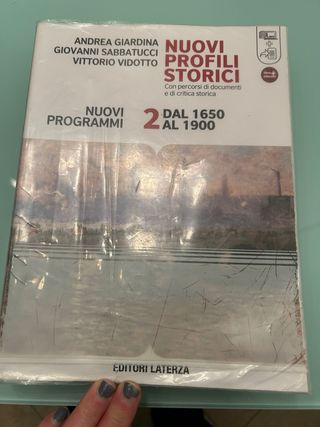 ANDREA GIARDINA
GIOVANNI SABBATUCCI
VITTORIO VIDOTTO
NUOVI
PROFILI
STORICI
Con percorsi di documenti
e di critica storica
NUOVI
PROGRAMMI
2 DAL 1650
AL 1900
EDITORI LATERZA